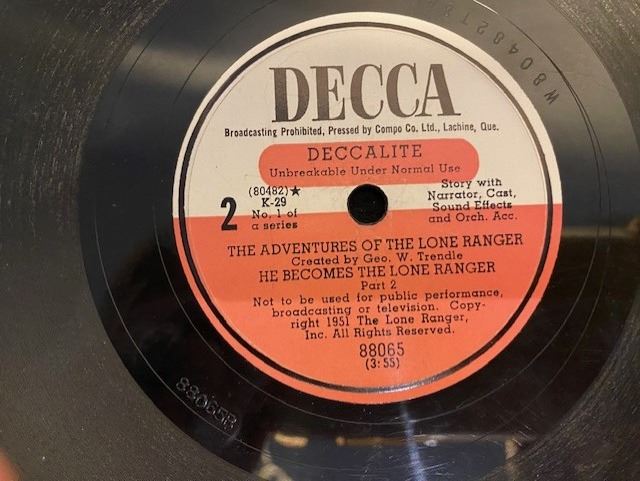 DECCA
Broadcasting Prohibited, Pressed by Compo Co. Ltd., Lachine, Que.
DECCALITE
Unbreakable Under Normal Use
2
(80482)★
K-29
No. 1 of
a series
Story with
Narrator, Cast,
Sound Effects
and Orch. Acc.
THE ADVENTURES OF THE LONE RANGER
Created by Geo. W. Trendle
HE BECOMES THE LONE RANGER
Part 2
Not to be used for public performance,
broadcasting or television. Copy-
right 1951 The Lone Ranger,
Inc. All Rights Reserved.
88065
(3:55)
88065B